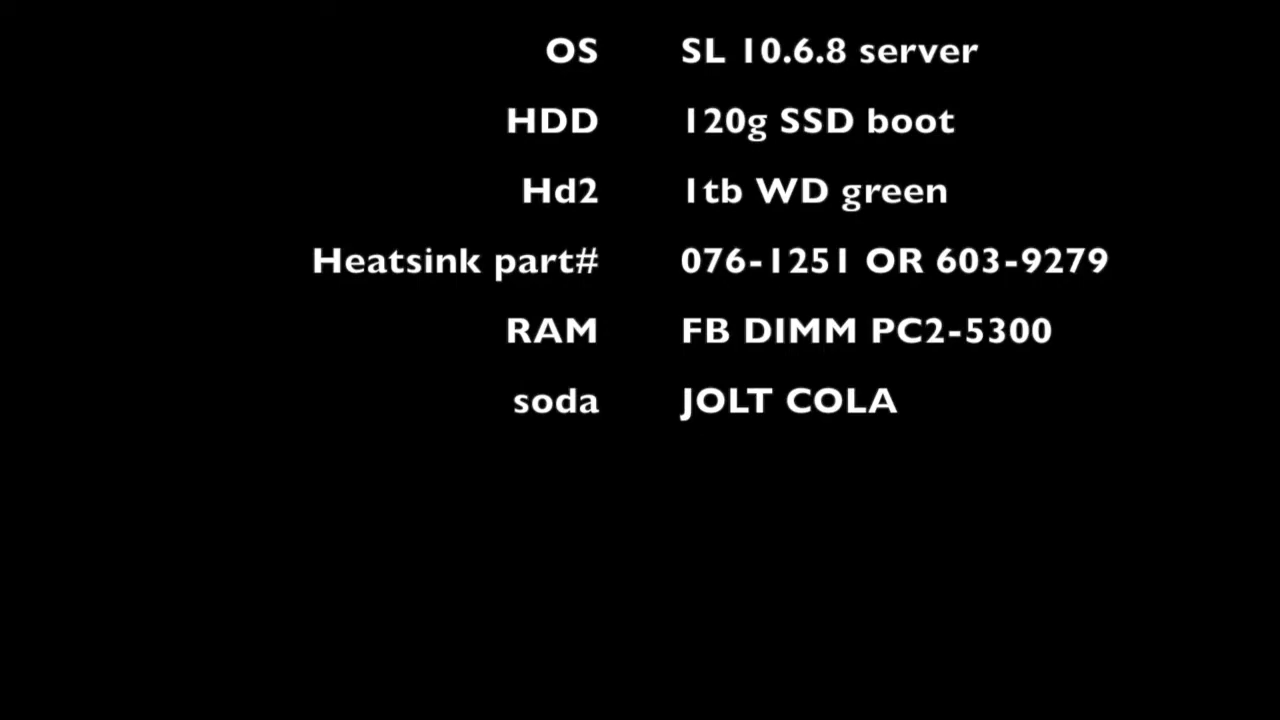 OS SL 10.6.8 server
HDD 120g SSD boot
Hd2 1tb WD green
Heatsink part# 076-1251 OR 603-9279
RAM FB DIMM PC2-5300
soda JOLT COLA